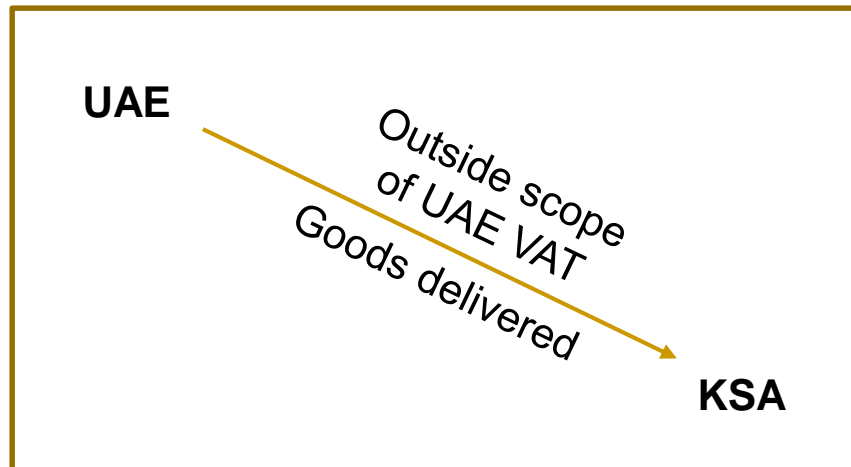 UAE
Outside scope
of UAE VAT
Goods delivered
KSA